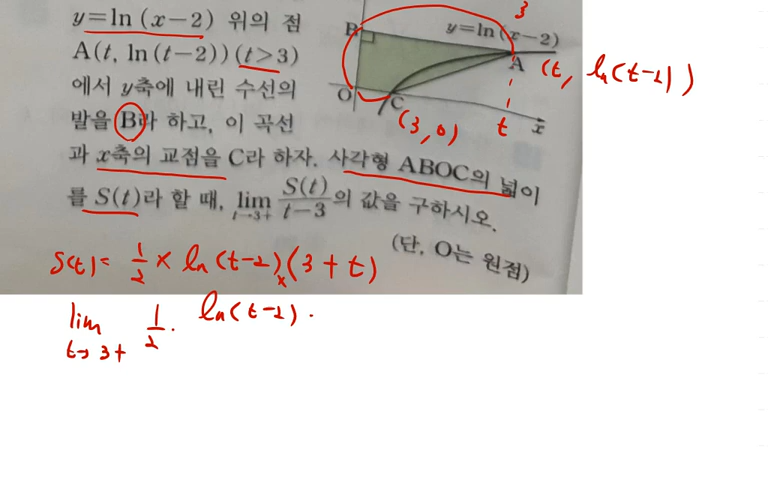 y=ln(x-2) 위의 점
A(t, ln(t-2)) (t>3)
에서 y축에 내린 수선의
발을 B라 하고, 이 곡선
과 x축의 교점을 C라 하자. 사각형 ABOC의 넓이
를 S(t)라 할 때, lim t→3+ S(t)/(t-3)의 값을 구하시오.
(단, O는 원점)
3
B
y=ln(x-2)
A
(t, ln(t-2))
O
C
(3, 0)
t
x
S(t)= 1/2 × ln(t-2) × (3+t)
lim t→3+ 1/2 · ln(t-2) ·